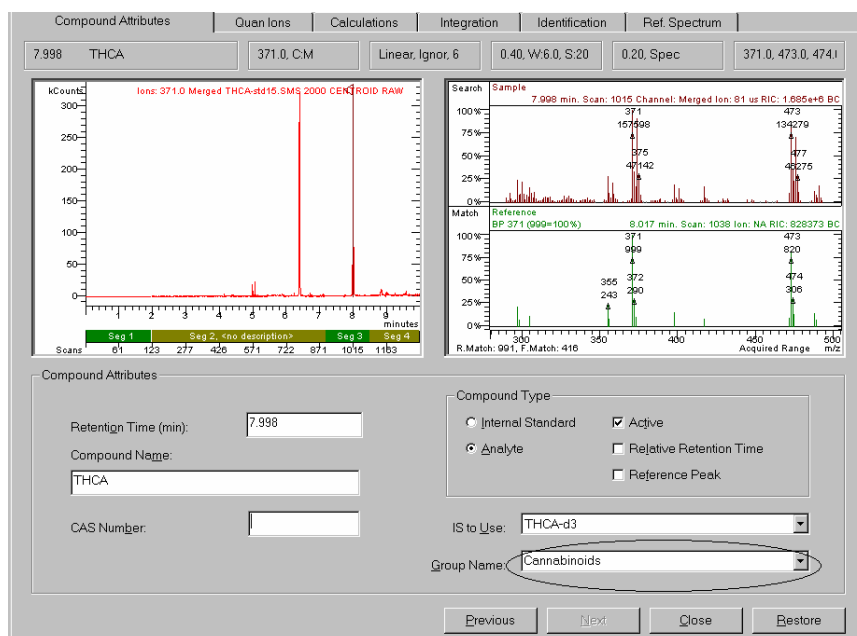 Compound Attributes Quan Ions Calculations Integration Identification Ref. Spectrum
7.998 THCA 371.0, C:M Linear, Ignor, 6 0.40, W:6.0, S:20 0.20, Spec 371.0, 473.0, 474.(
kCounts Ions: 371.0 Merged THCA-std15.SMS 2000 CENTROID RAW
300
250
200
150
100
50
0
1 2 3 4 5 6 7 8 9
minutes
Seg 1 Seg 2, <no description> Seg 3 Seg 4
Scans 61 123 277 426 571 722 871 1015 1163
Search Sample
7.998 min. Scan: 1015 Channel: Merged Ion: 81 us RIC: 1.685e+6 BC
100%
75%
50%
25%
0%
371
157598
375
47142
473
134279
477
48275
Match Reference
BP 371 (999=100%) 8.017 min. Scan: 1038 Ion: NA RIC: 828373 BC
100%
75%
50%
25%
0%
371
999
355
243
372
290
473
820
474
306
300 350 400 450 500
R.Match: 991, F.Match: 416 Acquired Range m/z
Compound Attributes
Retention Time (min): 7.998
Compound Name:
THCA
CAS Number:
Compound Type
Internal Standard Active
Analyte Relative Retention Time
Reference Peak
IS to Use: THCA-d3
Group Name: Cannabinoids
Previous Next Close Restore